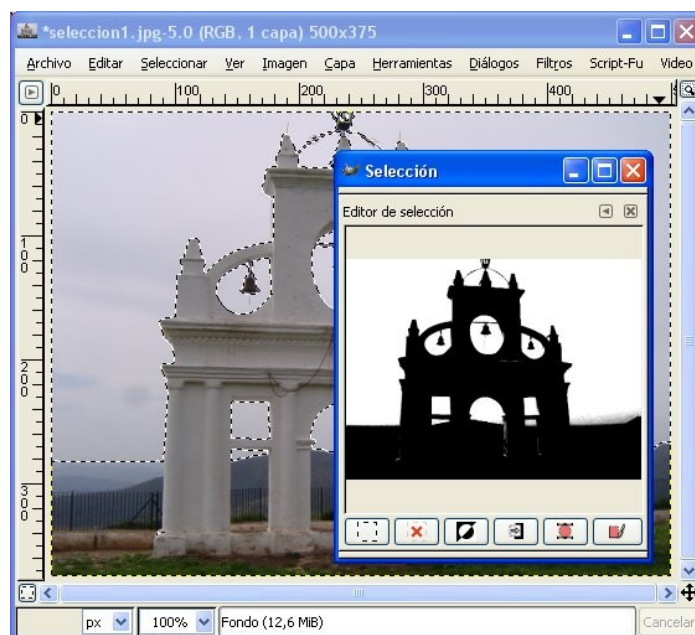 *seleccion1.jpg-5.0 (RGB, 1 capa) 500x375
Archivo Editar Seleccionar Ver Imagen Capa Herramientas Diálogos Filtros Script-Fu Video
0 100 200 300 400
0
100
200
300
Selección
Editor de selección
px 100% Fondo (12,6 MiB) Cancelar